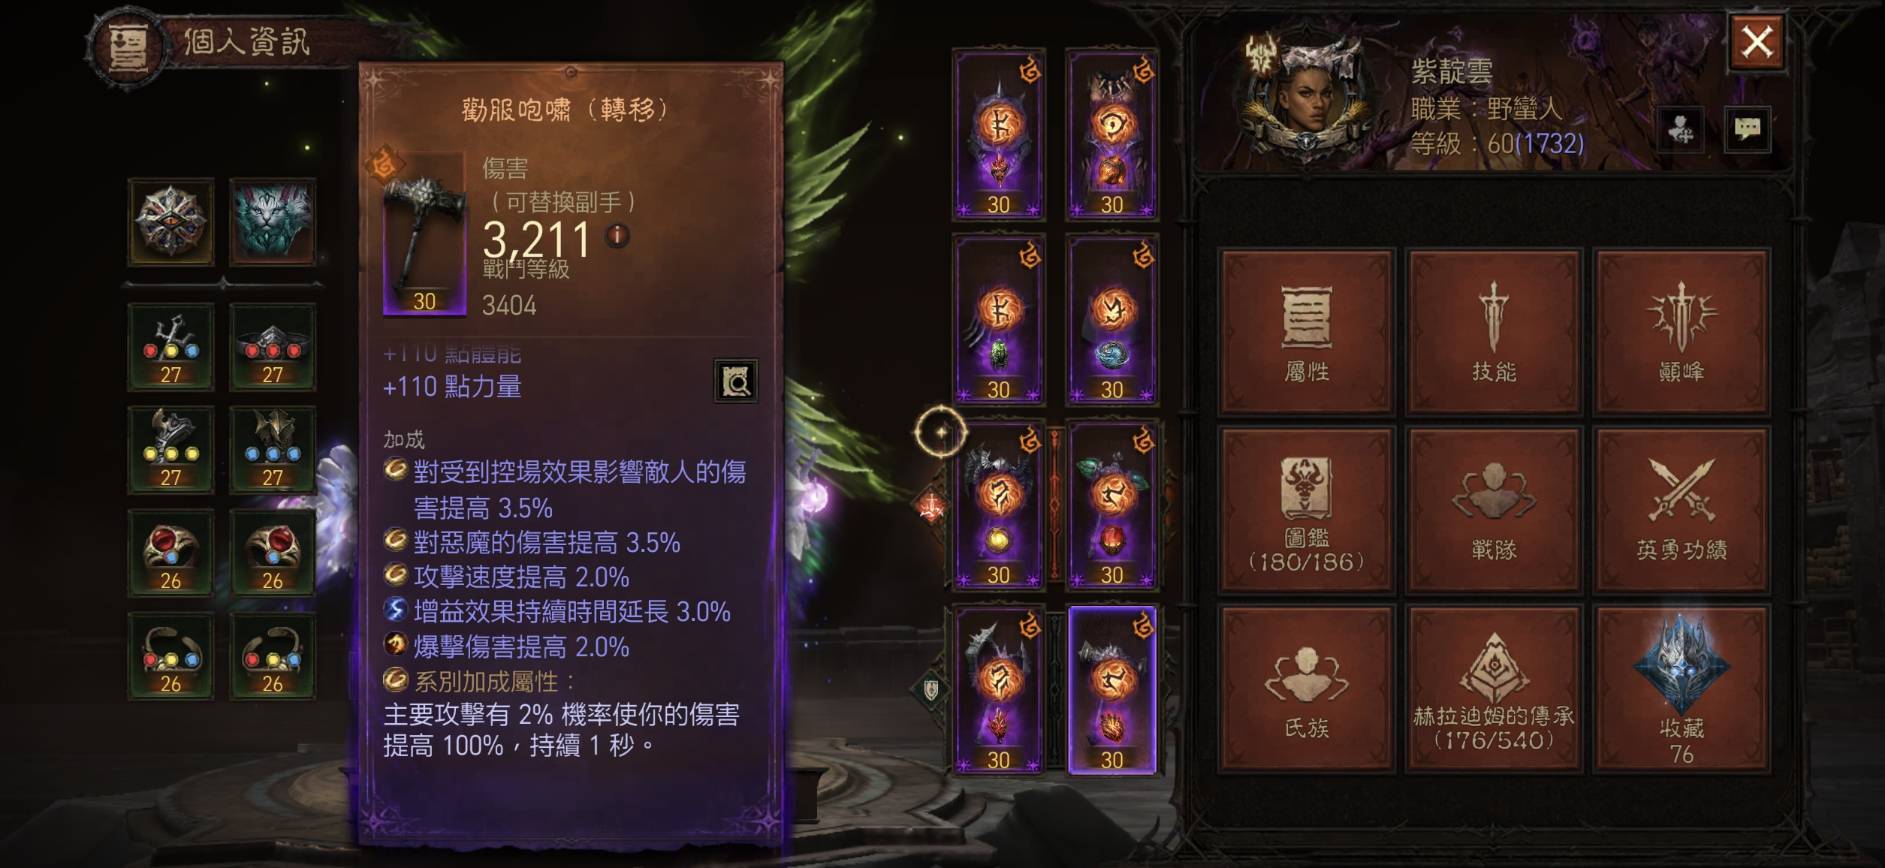 個人資訊
27
27
27
27
26
26
26
26
勸服咆嘯（轉移）
傷害
（可替換副手）
3,211
戰鬥等級
3404
30
+110 點體能
+110 點力量
加成
對受到控場效果影響敵人的傷
害提高 3.5%
對惡魔的傷害提高 3.5%
攻擊速度提高 2.0%
增益效果持續時間延長 3.0%
爆擊傷害提高 2.0%
系別加成屬性：
主要攻擊有 2% 機率使你的傷害
提高 100%，持續 1 秒。
30
30
30
30
30
30
30
30
紫靛雲
職業：野蠻人
等級：60(1732)
屬性
技能
巔峰
圖鑑
(180/186)
戰隊
英勇功績
氏族
赫拉迪姆的傳承
(176/540)
收藏
76